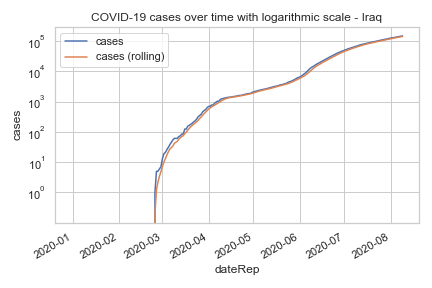 COVID-19 cases over time with logarithmic scale - Iraq
cases
cases (rolling)
10⁵
10⁴
10³
10²
10¹
10⁰
cases
2020-01
2020-02
2020-03
2020-04
2020-05
2020-06
2020-07
2020-08
dateRep